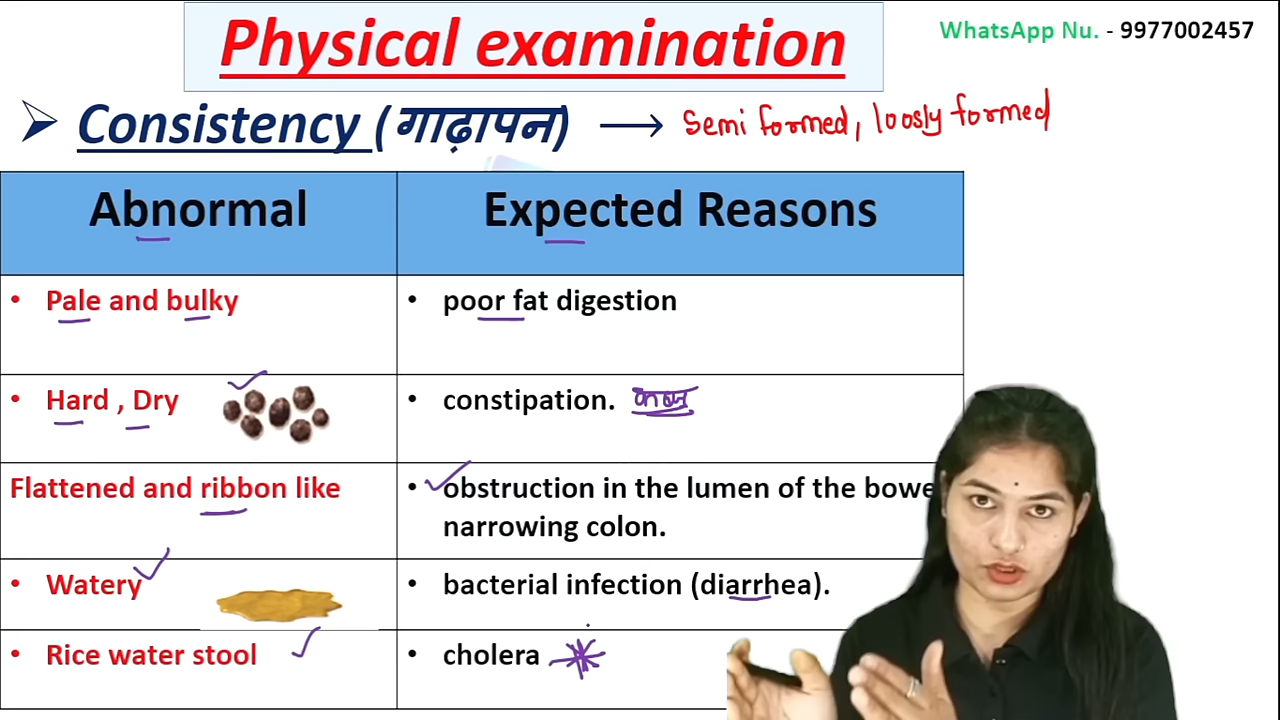 Physical examination
WhatsApp Nu. - 9977002457
➤ Consistency (गाढ़ापन) → Semi formed, loosly formed
Abnormal
Expected Reasons
• Pale and bulky
• poor fat digestion
• Hard , Dry
• constipation.
Flattened and ribbon like
• obstruction in the lumen of the
narrowing colon.
• Watery
• bacterial infection (diarrhea).
• Rice water stool
• cholera